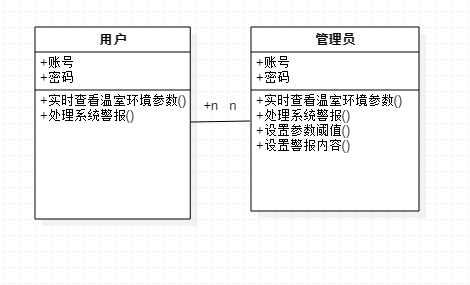 用户
+账号
+密码
+实时查看温室环境参数()
+处理系统警报()
+n n
管理员
+账号
+密码
+实时查看温室环境参数()
+处理系统警报()
+设置参数阈值()
+设置警报内容()